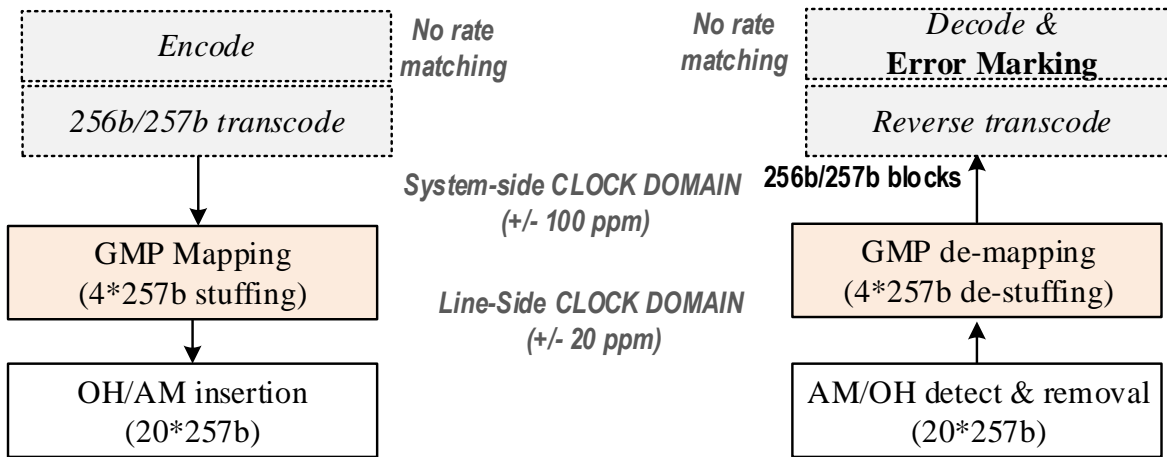 Encode
256b/257b transcode
GMP Mapping
(4*257b stuffing)
OH/AM insertion
(20*257b)
No rate
matching
No rate
matching
System-side CLOCK DOMAIN
(+/- 100 ppm)
Line-Side CLOCK DOMAIN
(+/- 20 ppm)
Decode &
Error Marking
Reverse transcode
256b/257b blocks
GMP de-mapping
(4*257b de-stuffing)
AM/OH detect & removal
(20*257b)